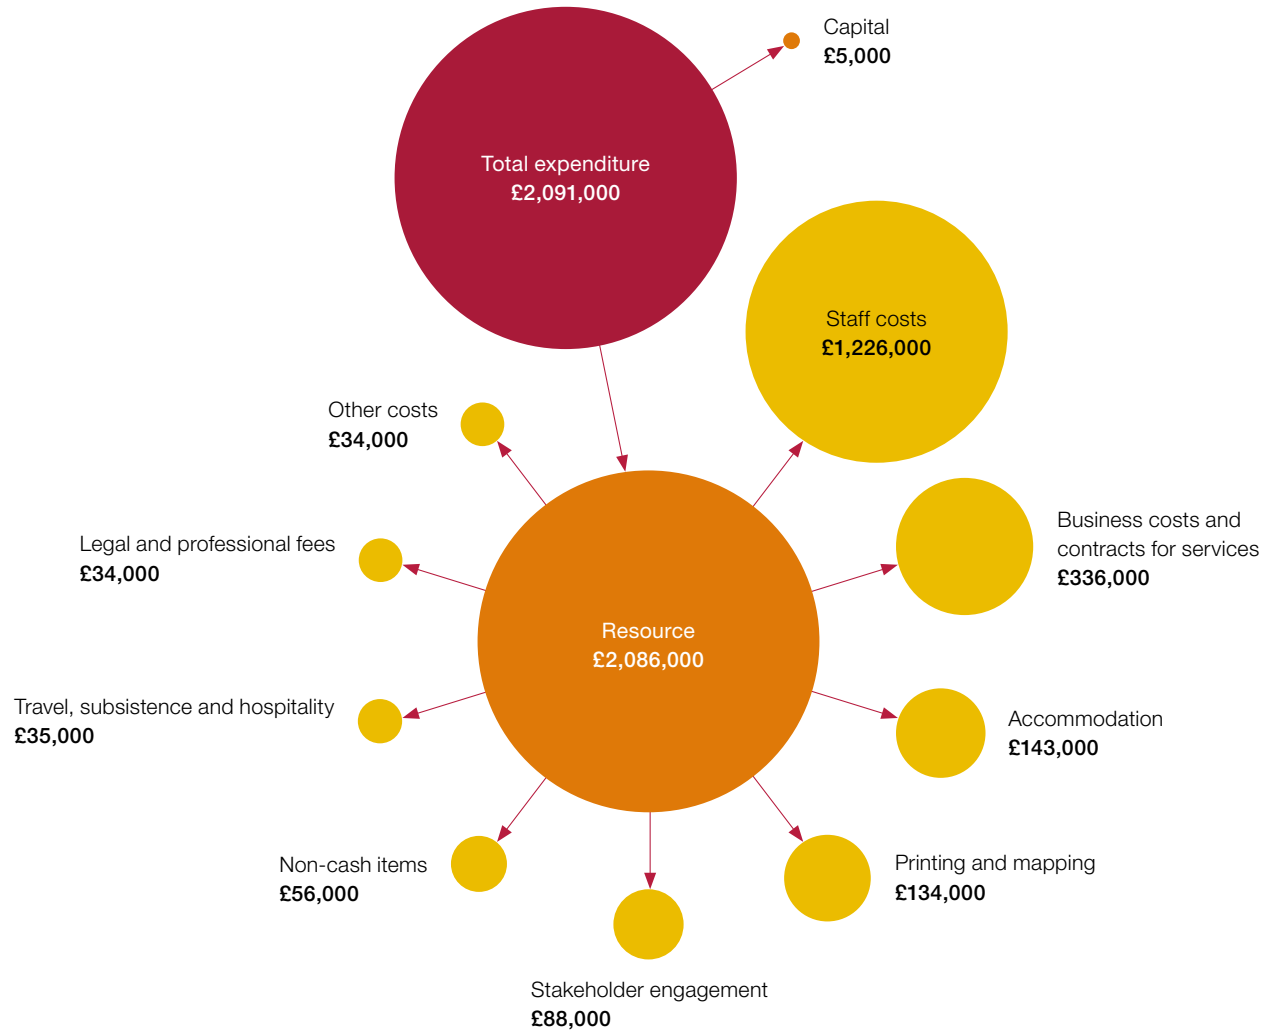 Capital
£5,000
Total expenditure
£2,091,000
Staff costs
£1,226,000
Other costs
£34,000
Business costs and
contracts for services
£336,000
Legal and professional fees
£34,000
Resource
£2,086,000
Travel, subsistence and hospitality
£35,000
Accommodation
£143,000
Non-cash items
£56,000
Printing and mapping
£134,000
Stakeholder engagement
£88,000